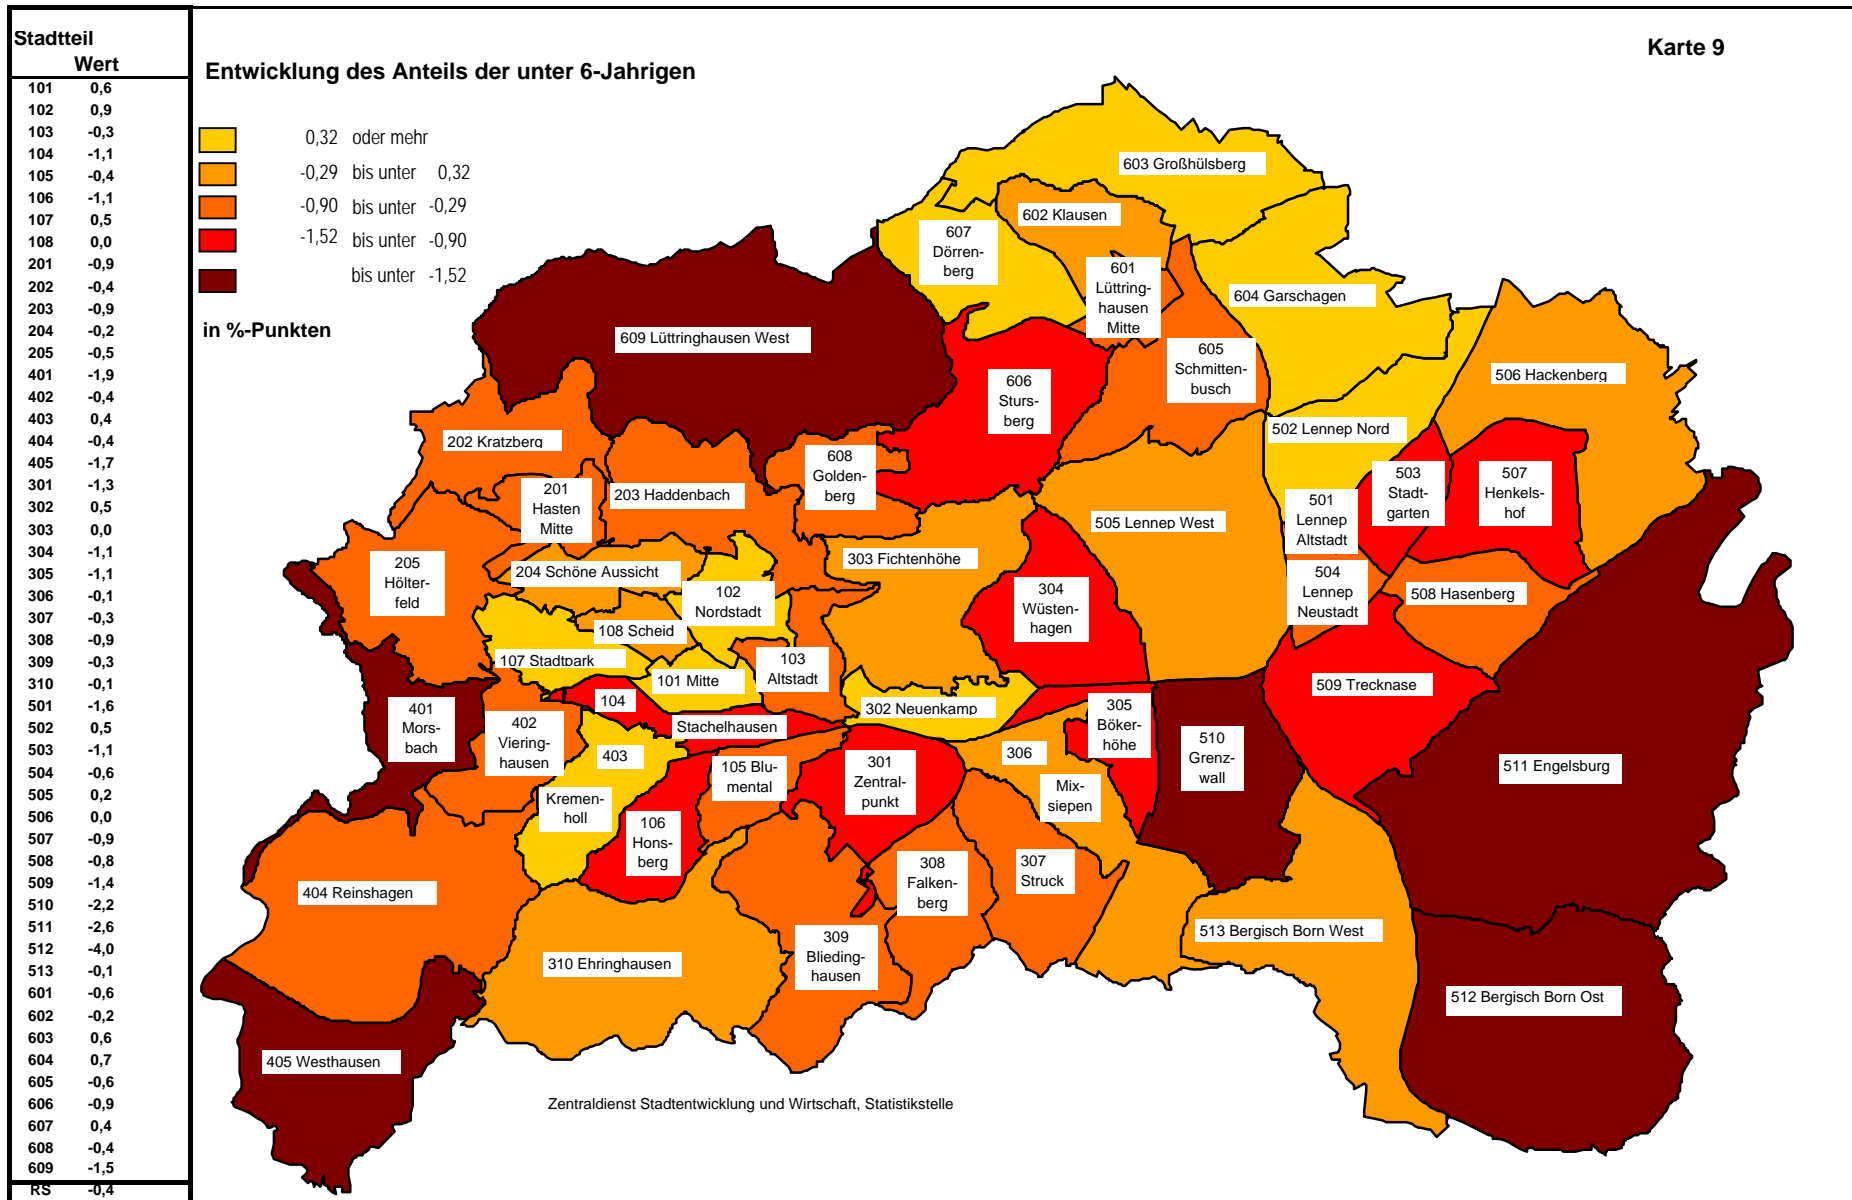 Stadtteil
Wert
101 0,6
102 0,9
103 -0,3
104 -1,1
105 -0,4
106 -1,1
107 0,5
108 0,0
201 -0,9
202 -0,4
203 -0,9
204 -0,2
205 -0,5
401 -1,9
402 -0,4
403 0,4
404 -0,4
405 -1,7
301 -1,3
302 0,5
303 0,0
304 -1,1
305 -1,1
306 -0,1
307 -0,3
308 -0,9
309 -0,3
310 -0,1
501 -1,6
502 0,5
503 -1,1
504 -0,6
505 0,2
506 0,0
507 -0,9
508 -0,8
509 -1,4
510 -2,2
511 -2,6
512 -4,0
513 -0,1
601 -0,6
602 -0,2
603 0,6
604 0,7
605 -0,6
606 -0,9
607 0,4
608 -0,4
609 -1,5
RS -0,4
Karte 9
Entwicklung des Anteils der unter 6-Jahrigen
0,32 oder mehr
-0,29 bis unter 0,32
-0,90 bis unter -0,29
-1,52 bis unter -0,90
bis unter -1,52
in %-Punkten
603 Großhülsberg
602 Klausen
607
Dörren-
berg
601
Lüttring-
hausen
Mitte
604 Garschagen
609 Lüttringhausen West
605
Schmitten-
busch
606
Sturs-
berg
506 Hackenberg
502 Lennep Nord
202 Kratzberg
608
Golden-
berg
503
Stadt-
garten
507
Henkels-
hof
201
Hasten
Mitte
203 Haddenbach
501
Lennep
Altstadt
505 Lennep West
303 Fichtenhöhe
205
Hölter-
feld
204 Schöne Aussicht
102
Nordstadt
304
Wüsten-
hagen
504
Lennep
Neustadt
508 Hasenberg
108 Scheid
107 Stadtpark
103
Altstadt
101 Mitte
509 Trecknase
104
Stachelhausen
302 Neuenkamp
401
Mors-
bach
402
Viering-
hausen
305
Böker-
höhe
403
Kremen-
holl
105 Blu-
mental
301
Zentral-
punkt
306
Mix-
siepen
510
Grenz-
wall
511 Engelsburg
106
Hons-
berg
404 Reinshagen
308
Falken-
berg
307
Struck
513 Bergisch Born West
309
Blieding-
hausen
310 Ehringhausen
512 Bergisch Born Ost
405 Westhausen
Zentraldienst Stadtentwicklung und Wirtschaft, Statistikstelle